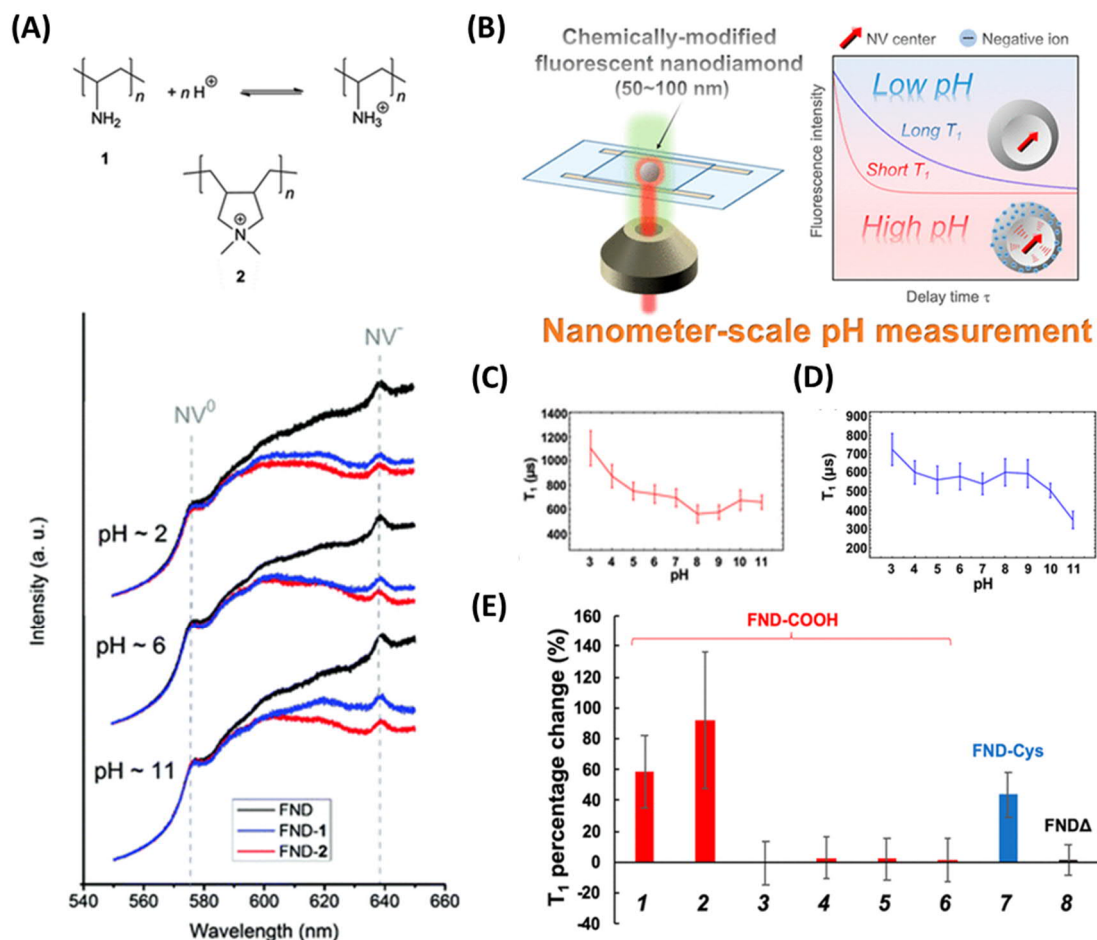 (A)
n
+ n H⊕
n
NH₂
NH₃
⊕
1
n
N
⊕
2
(B)
Chemically-modified
fluorescent nanodiamond
(50~100 nm)
NV center
Negative ion
Fluorescence intensity
Low pH
Long T₁
Short T₁
High pH
Delay time τ
Nanometer-scale pH measurement
Intensity (a. u.)
NV⁰
NV⁻
pH ~ 2
pH ~ 6
pH ~ 11
FND
FND-1
FND-2
540 560 580 600 620 640 660
Wavelength (nm)
(C)
T₁ (μs)
1400
1200
1000
800
600
400
3 4 5 6 7 8 9 10 11
pH
(D)
T₁ (μs)
900
800
700
600
500
400
300
200
3 4 5 6 7 8 9 10 11
pH
(E)
T₁ percentage change (%)
160
140
120
100
80
60
40
20
0
-20
-40
FND-COOH
FND-Cys
FNDΔ
1 2 3 4 5 6 7 8